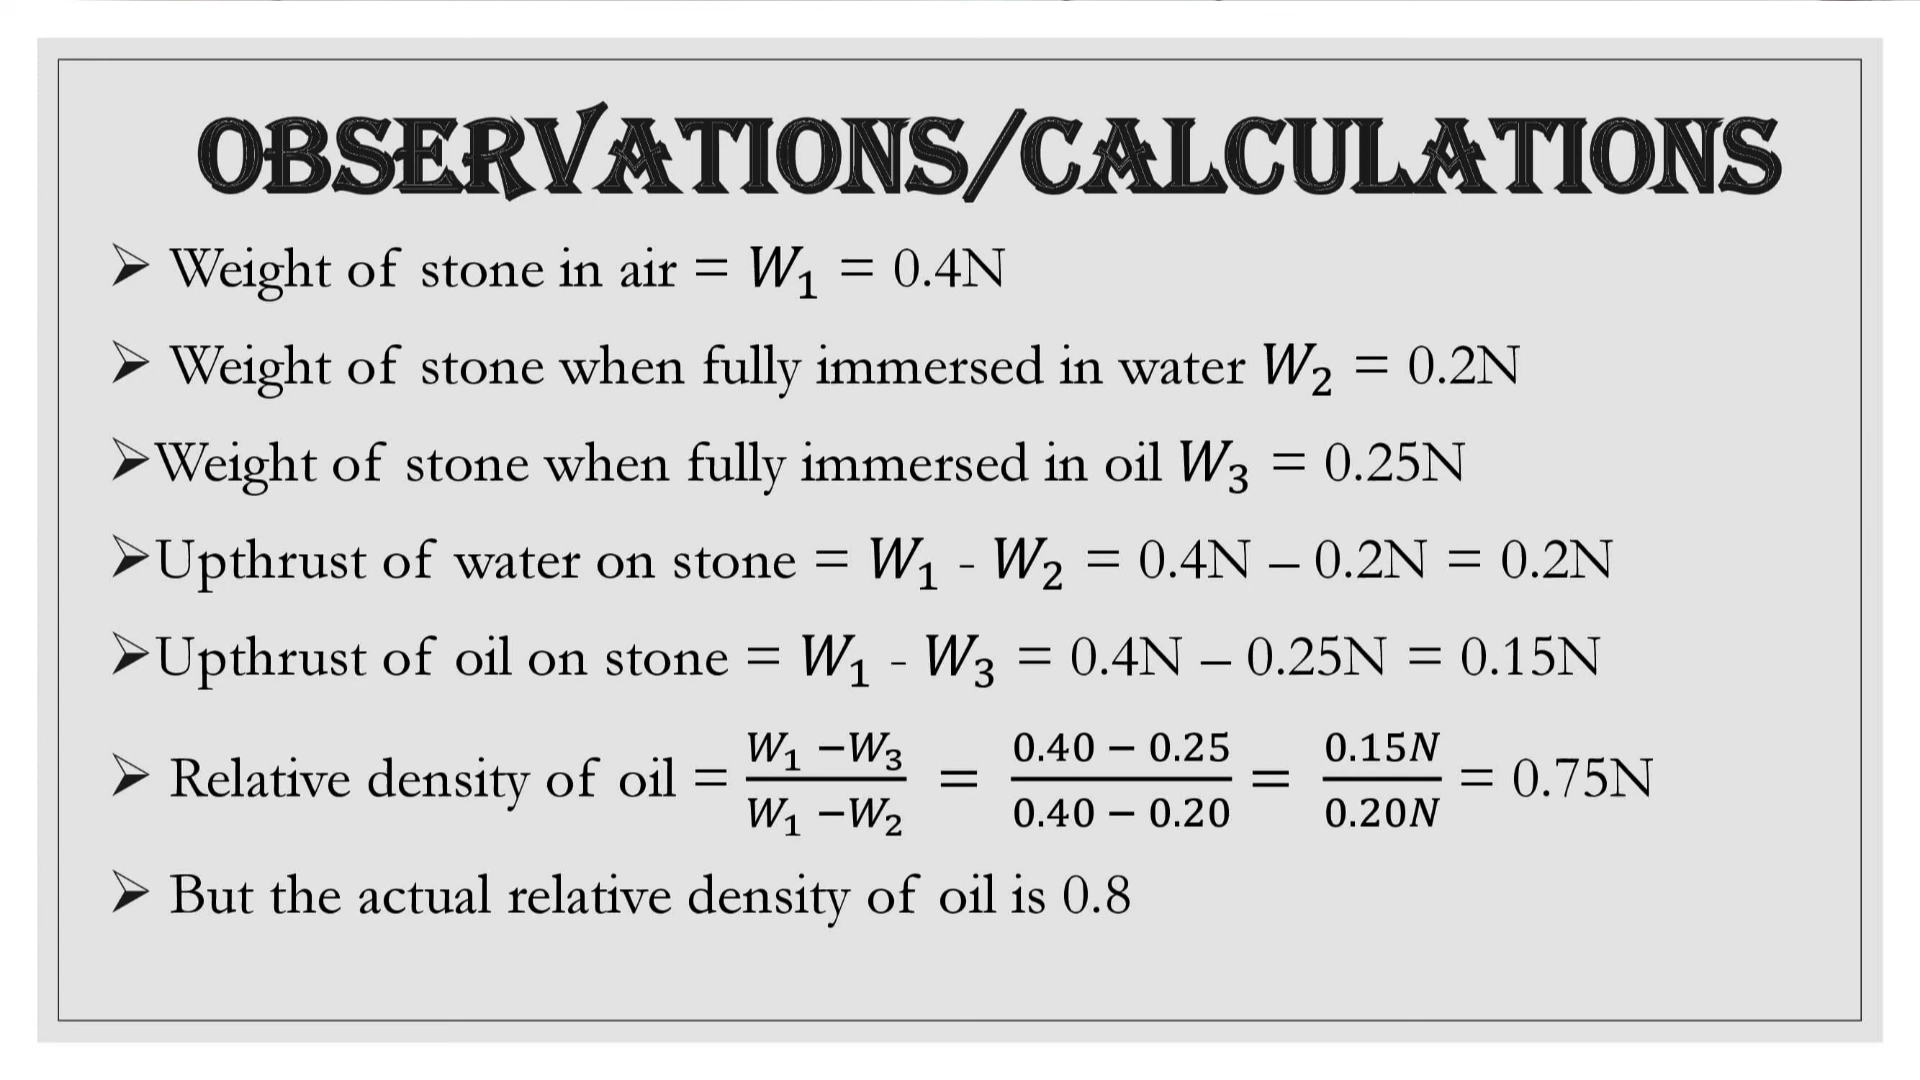 OBSERVATIONS/CALCULATIONS
➢ Weight of stone in air = W₁ = 0.4N
➢ Weight of stone when fully immersed in water W₂ = 0.2N
➢Weight of stone when fully immersed in oil W₃ = 0.25N
➢Upthrust of water on stone = W₁ - W₂ = 0.4N – 0.2N = 0.2N
➢Upthrust of oil on stone = W₁ - W₃ = 0.4N – 0.25N = 0.15N
➢ Relative density of oil = (W₁ −W₃)/(W₁ −W₂) = (0.40 − 0.25)/(0.40 − 0.20) = 0.15N/0.20N = 0.75N
➢ But the actual relative density of oil is 0.8